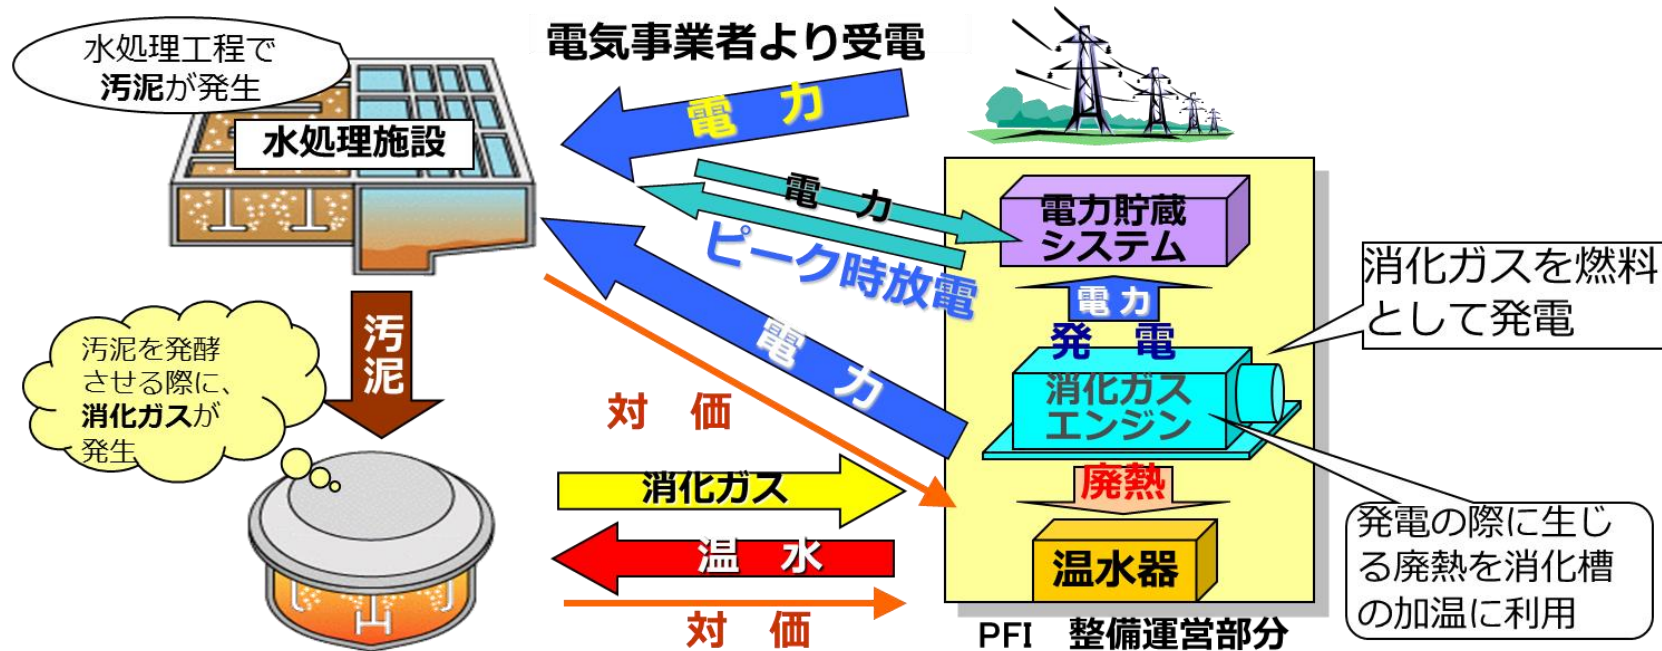 水処理工程で
汚泥が発生
水処理施設
電気事業者より受電
電 力
電 力
ピーク時放電
電 力
対 価
汚泥
汚泥を発酵
させる際に、
消化ガスが
発生
消化ガス
温 水
対 価
電力貯蔵
システム
電 力
発 電
消化ガス
エンジン
廃熱
温水器
PFI 整備運営部分
消化ガスを燃料
として発電
発電の際に生じ
る廃熱を消化槽
の加温に利用